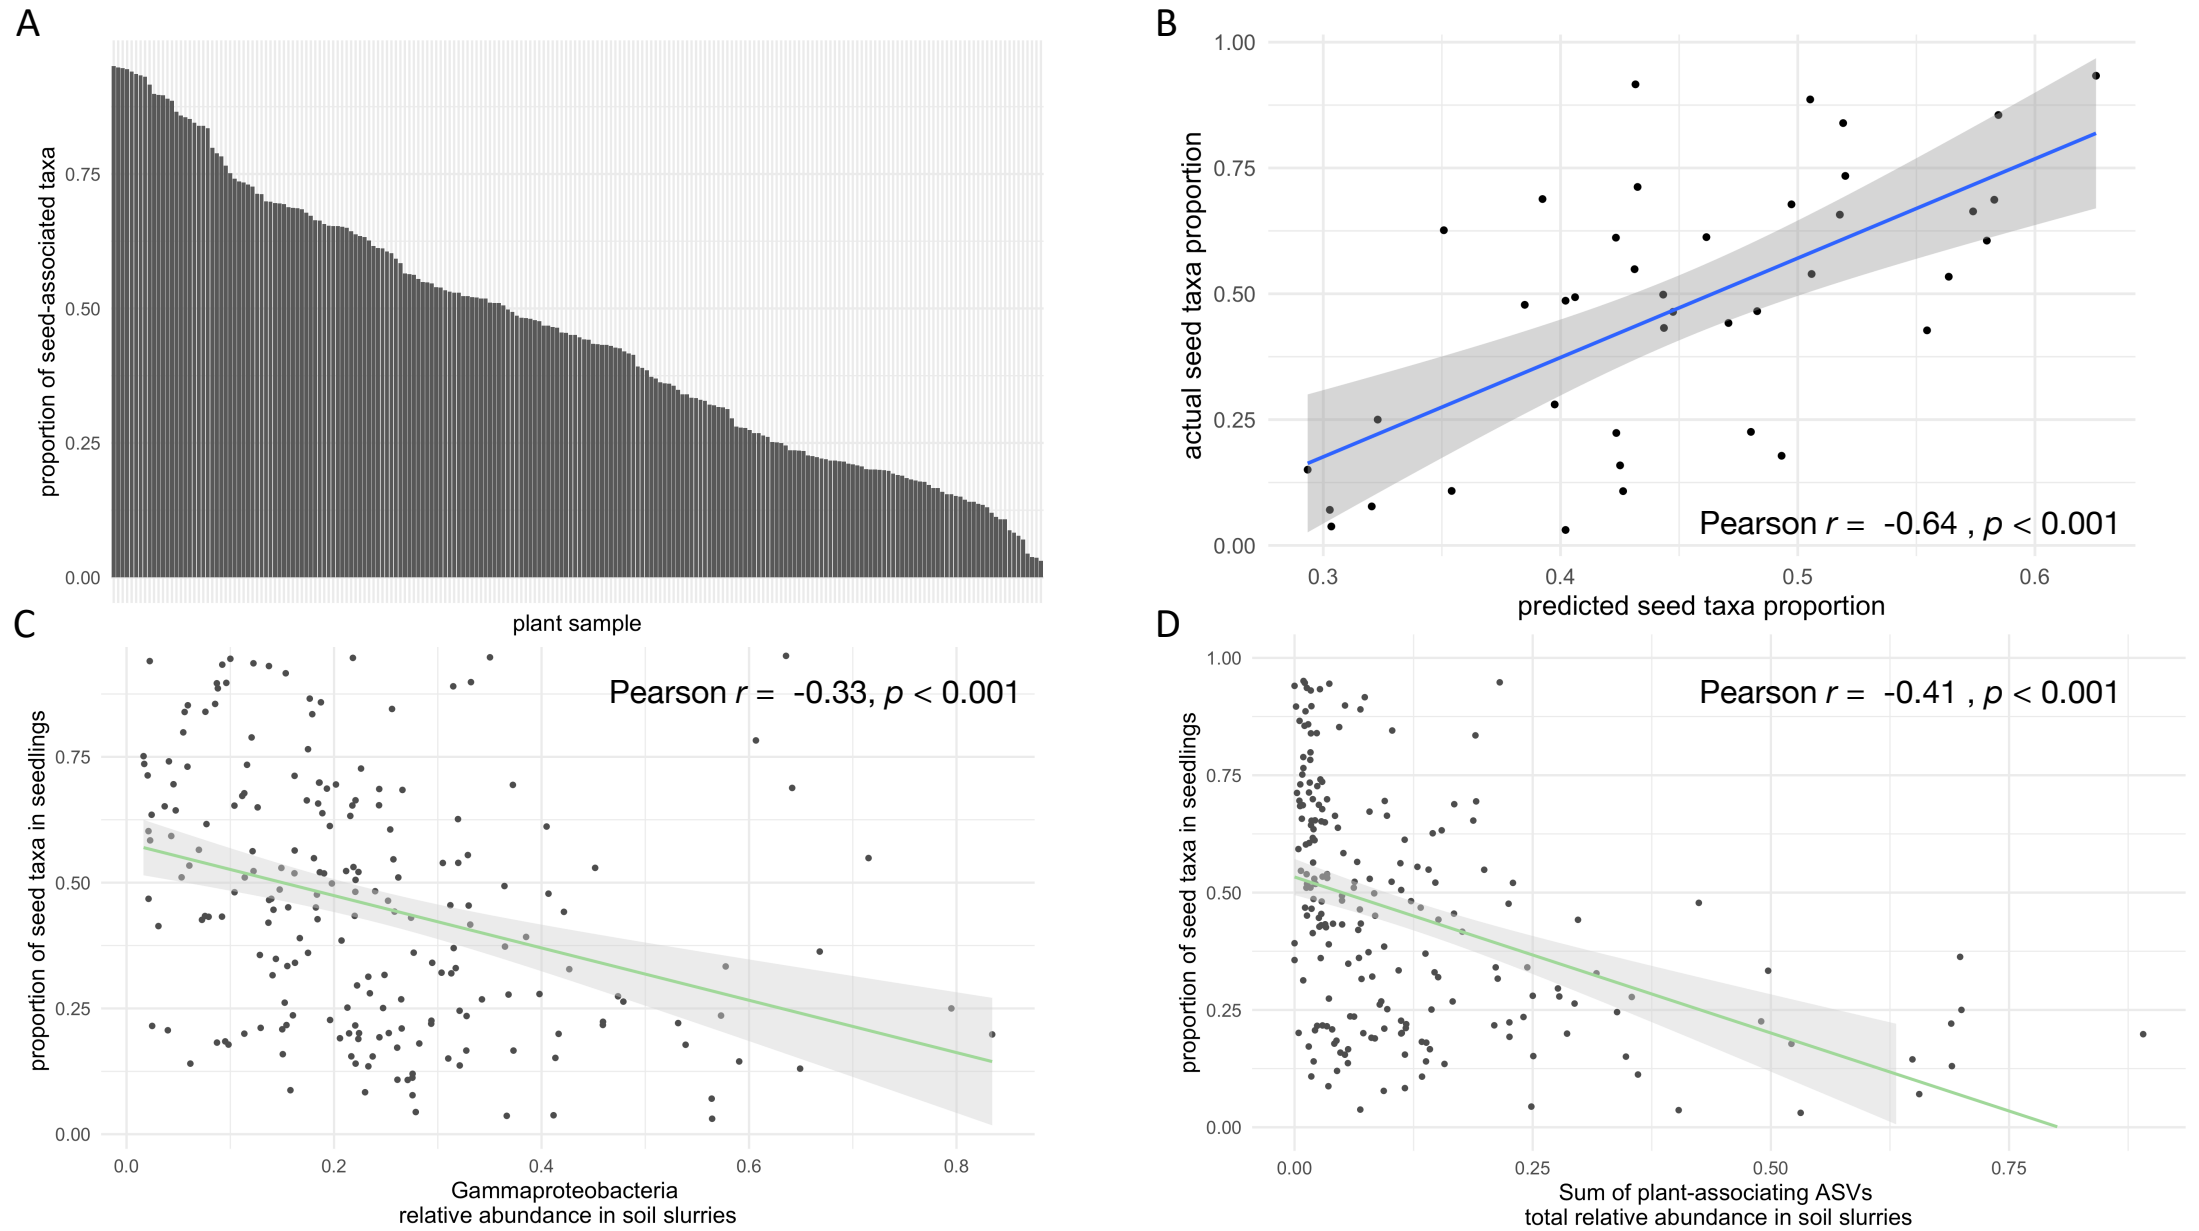 A
proportion of seed-associated taxa
0.75
0.50
0.25
0.00
plant sample
B
actual seed taxa proportion
1.00
0.75
0.50
0.25
0.00
Pearson r = -0.64 , p < 0.001
0.3 0.4 0.5 0.6
predicted seed taxa proportion
C
proportion of seed taxa in seedlings
0.75
0.50
0.25
0.00
Pearson r = -0.33, p < 0.001
0.0 0.2 0.4 0.6 0.8
Gammaproteobacteria
relative abundance in soil slurries
D
proportion of seed taxa in seedlings
1.00
0.75
0.50
0.25
0.00
Pearson r = -0.41 , p < 0.001
0.00 0.25 0.50 0.75
Sum of plant-associating ASVs
total relative abundance in soil slurries